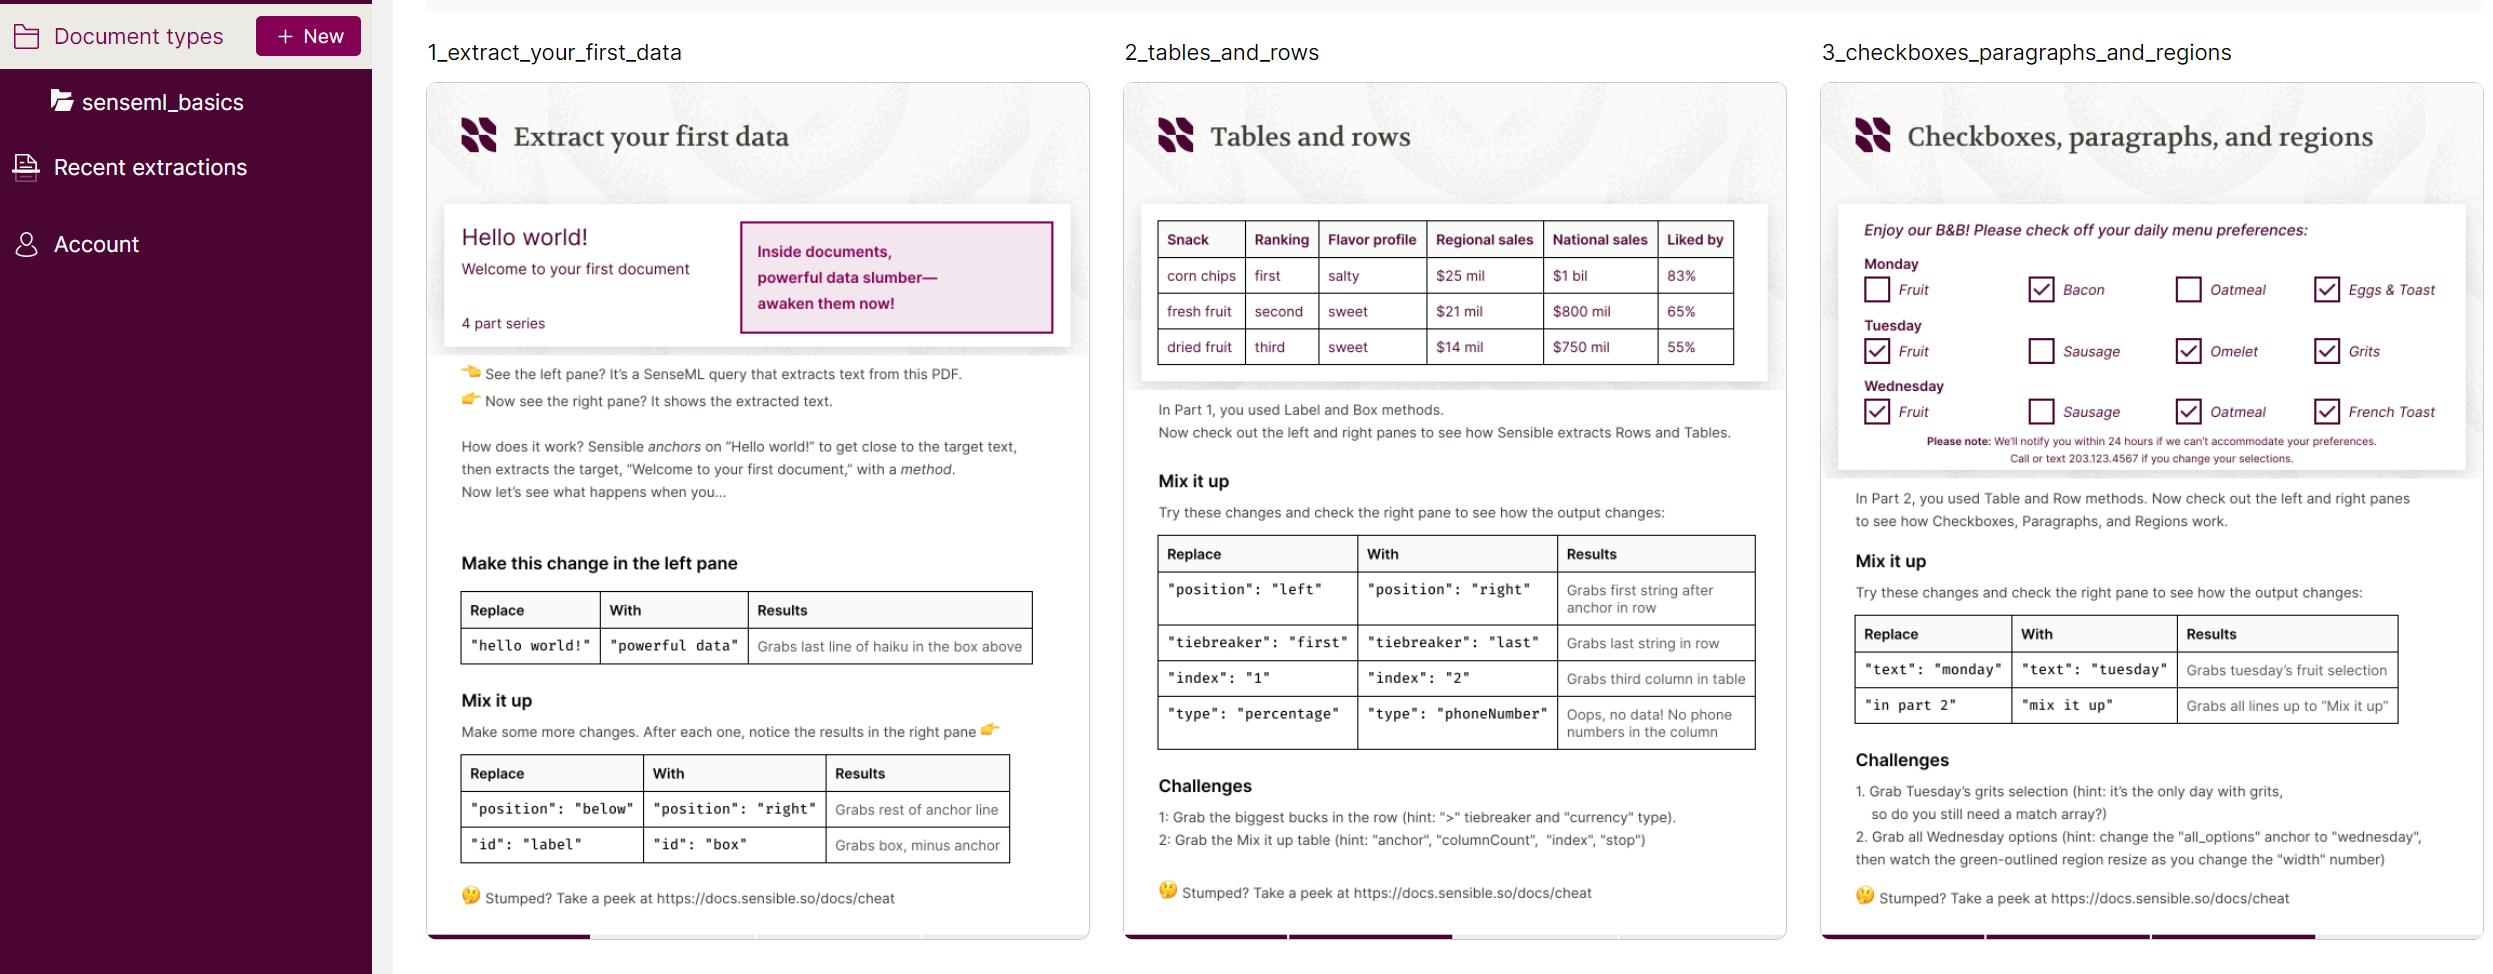 Document types
+ New
senseml_basics
Recent extractions
Account
1_extract_your_first_data
Extract your first data
Hello world!
Welcome to your first document
4 part series
Inside documents,
powerful data slumber—
awaken them now!
👈 See the left pane? It's a SenseML query that extracts text from this PDF.
👉 Now see the right pane? It shows the extracted text.
How does it work? Sensible anchors on "Hello world!" to get close to the target text,
then extracts the target, "Welcome to your first document," with a method.
Now let's see what happens when you...
Make this change in the left pane
Replace With Results
"hello world!" "powerful data" Grabs last line of haiku in the box above
Mix it up
Make some more changes. After each one, notice the results in the right pane 👉
Replace With Results
"position": "below" "position": "right" Grabs rest of anchor line
"id": "label" "id": "box" Grabs box, minus anchor
🤔 Stumped? Take a peek at https://docs.sensible.so/docs/cheat
2_tables_and_rows
Tables and rows
Snack Ranking Flavor profile Regional sales National sales Liked by
corn chips first salty $25 mil $1 bil 83%
fresh fruit second sweet $21 mil $800 mil 65%
dried fruit third sweet $14 mil $750 mil 55%
In Part 1, you used Label and Box methods.
Now check out the left and right panes to see how Sensible extracts Rows and Tables.
Mix it up
Try these changes and check the right pane to see how the output changes:
Replace With Results
"position": "left" "position": "right" Grabs first string after
anchor in row
"tiebreaker": "first" "tiebreaker": "last" Grabs last string in row
"index": "1" "index": "2" Grabs third column in table
"type": "percentage" "type": "phoneNumber" Oops, no data! No phone
numbers in the column
Challenges
1: Grab the biggest bucks in the row (hint: ">" tiebreaker and "currency" type).
2: Grab the Mix it up table (hint: "anchor", "columnCount", "index", "stop")
🤔 Stumped? Take a peek at https://docs.sensible.so/docs/cheat
3_checkboxes_paragraphs_and_regions
Checkboxes, paragraphs, and regions
Enjoy our B&B! Please check off your daily menu preferences:
Monday
Fruit Bacon Oatmeal Eggs & Toast
Tuesday
Fruit Sausage Omelet Grits
Wednesday
Fruit Sausage Oatmeal French Toast
Please note: We'll notify you within 24 hours if we can't accommodate your preferences.
Call or text 203.123.4567 if you change your selections.
In Part 2, you used Table and Row methods. Now check out the left and right panes
to see how Checkboxes, Paragraphs, and Regions work.
Mix it up
Try these changes and check the right pane to see how the output changes:
Replace With Results
"text": "monday" "text": "tuesday" Grabs tuesday's fruit selection
"in part 2" "mix it up" Grabs all lines up to "Mix it up"
Challenges
1. Grab Tuesday's grits selection (hint: it's the only day with grits,
so do you still need a match array?)
2. Grab all Wednesday options (hint: change the "all_options" anchor to "wednesday",
then watch the green-outlined region resize as you change the "width" number)
🤔 Stumped? Take a peek at https://docs.sensible.so/docs/cheat